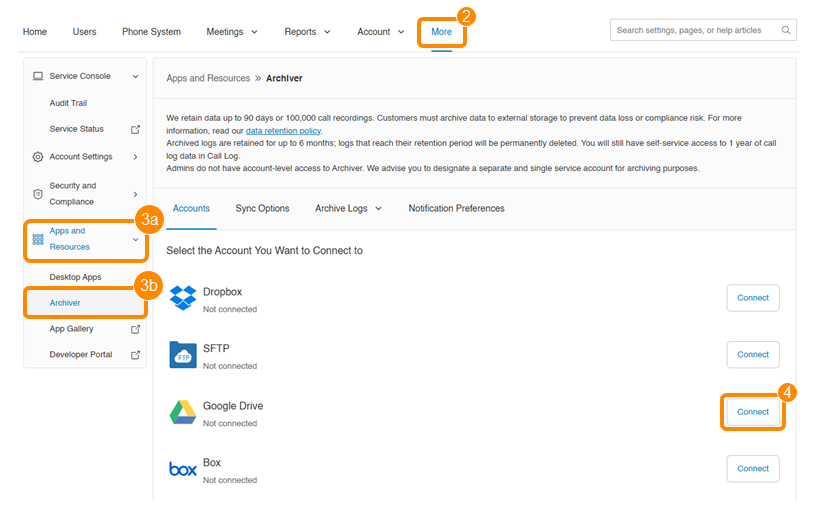 2
Home Users Phone System Meetings Reports Account More Search settings, pages, or help articles
Service Console
Audit Trail
Service Status
Account Settings
Security and
Compliance
3a
Apps and
Resources
3b
Desktop Apps
Archiver
App Gallery
Developer Portal
Apps and Resources » Archiver
We retain data up to 90 days or 100,000 call recordings. Customers must archive data to external storage to prevent data loss or compliance risk. For more
information, read our data retention policy.
Archived logs are retained for up to 6 months; logs that reach their retention period will be permanently deleted. You will still have self-service access to 1 year of call
log data in Call Log.
Admins do not have account-level access to Archiver. We advise you to designate a separate and single service account for archiving purposes.
Accounts Sync Options Archive Logs Notification Preferences
Select the Account You Want to Connect to
Dropbox
Not connected
Connect
FTP
SFTP
Not connected
Connect
Google Drive
Not connected
4
Connect
box
Box
Not connected
Connect